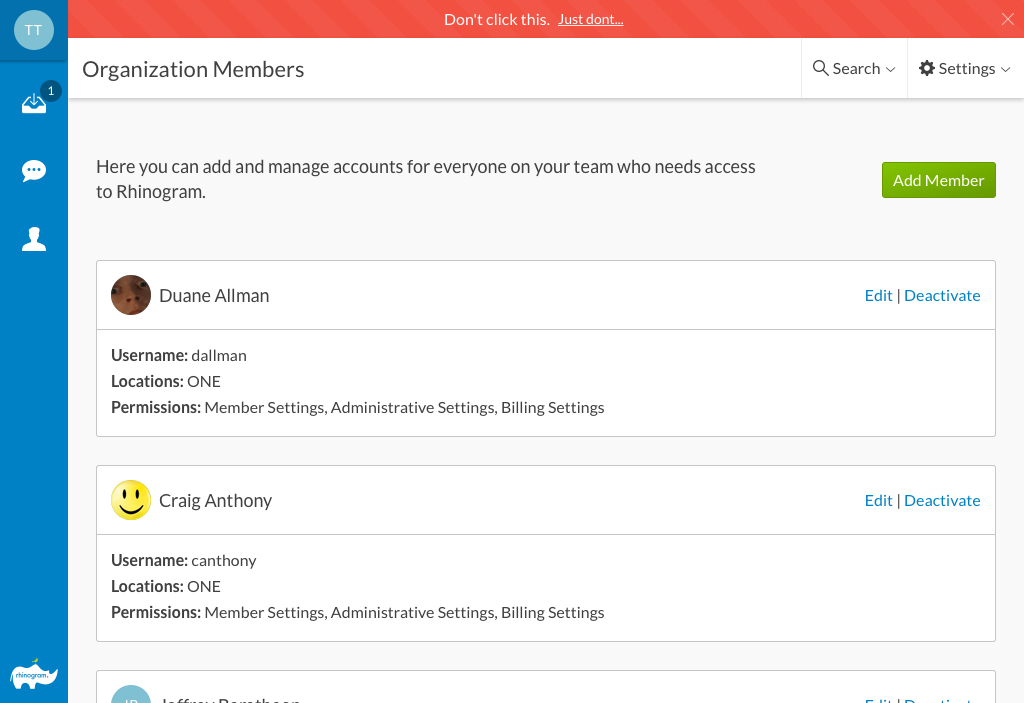 TT
Don't click this. Just dont...
1
Organization Members
Search
Settings
Here you can add and manage accounts for everyone on your team who needs access
to Rhinogram.
Add Member
Duane Allman
Edit | Deactivate
Username: dallman
Locations: ONE
Permissions: Member Settings, Administrative Settings, Billing Settings
Craig Anthony
Edit | Deactivate
Username: canthony
Locations: ONE
Permissions: Member Settings, Administrative Settings, Billing Settings
Edit | Deactivate
rhinogram.